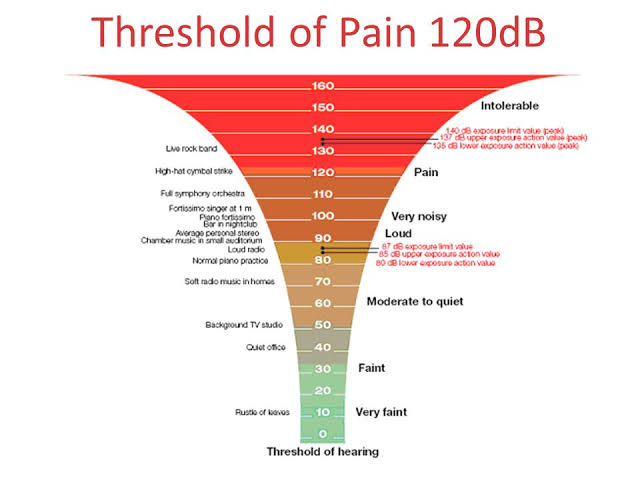 Threshold of Pain 120dB
160
150
Intolerable
140
140 dB exposure limit value (peak)
137 dB upper exposure action value (peak)
135 dB lower exposure action value (peak)
Live rock band
130
High-hat cymbal strike
120
Pain
Full symphony orchestra
110
Fortissimo singer at 1 m
Piano fortissimo
100
Very noisy
Bar in nightclub
Average personal stereo
Loud
Chamber music in small auditorium
90
87 dB exposure limit value
Loud radio
85 dB upper exposure action value
Normal piano practice
80
80 dB lower exposure action value
Soft radio music in homes
70
60
Moderate to quiet
Background TV studio
50
Quiet office
40
30
Faint
20
Rustle of leaves
10
Very faint
0
Threshold of hearing